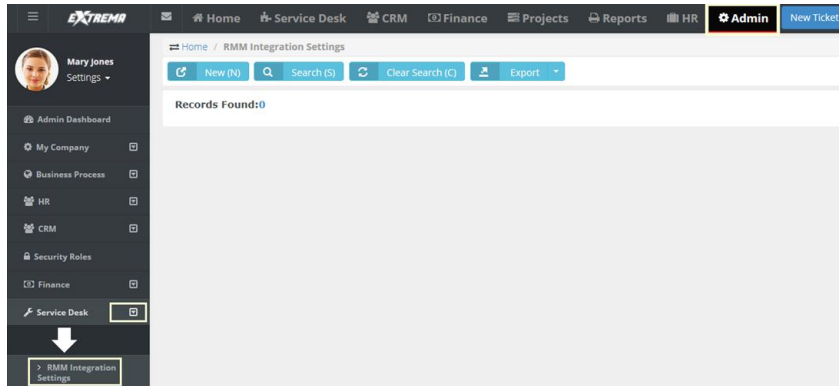 EXTREMA
Home Service Desk CRM Finance Projects Reports HR Admin New Ticket
Mary Jones
Settings
Home / RMM Integration Settings
New (N) Search (S) Clear Search (C) Export
Records Found:0
Admin Dashboard
My Company
Business Process
HR
CRM
Security Roles
Finance
Service Desk
> RMM Integration
Settings